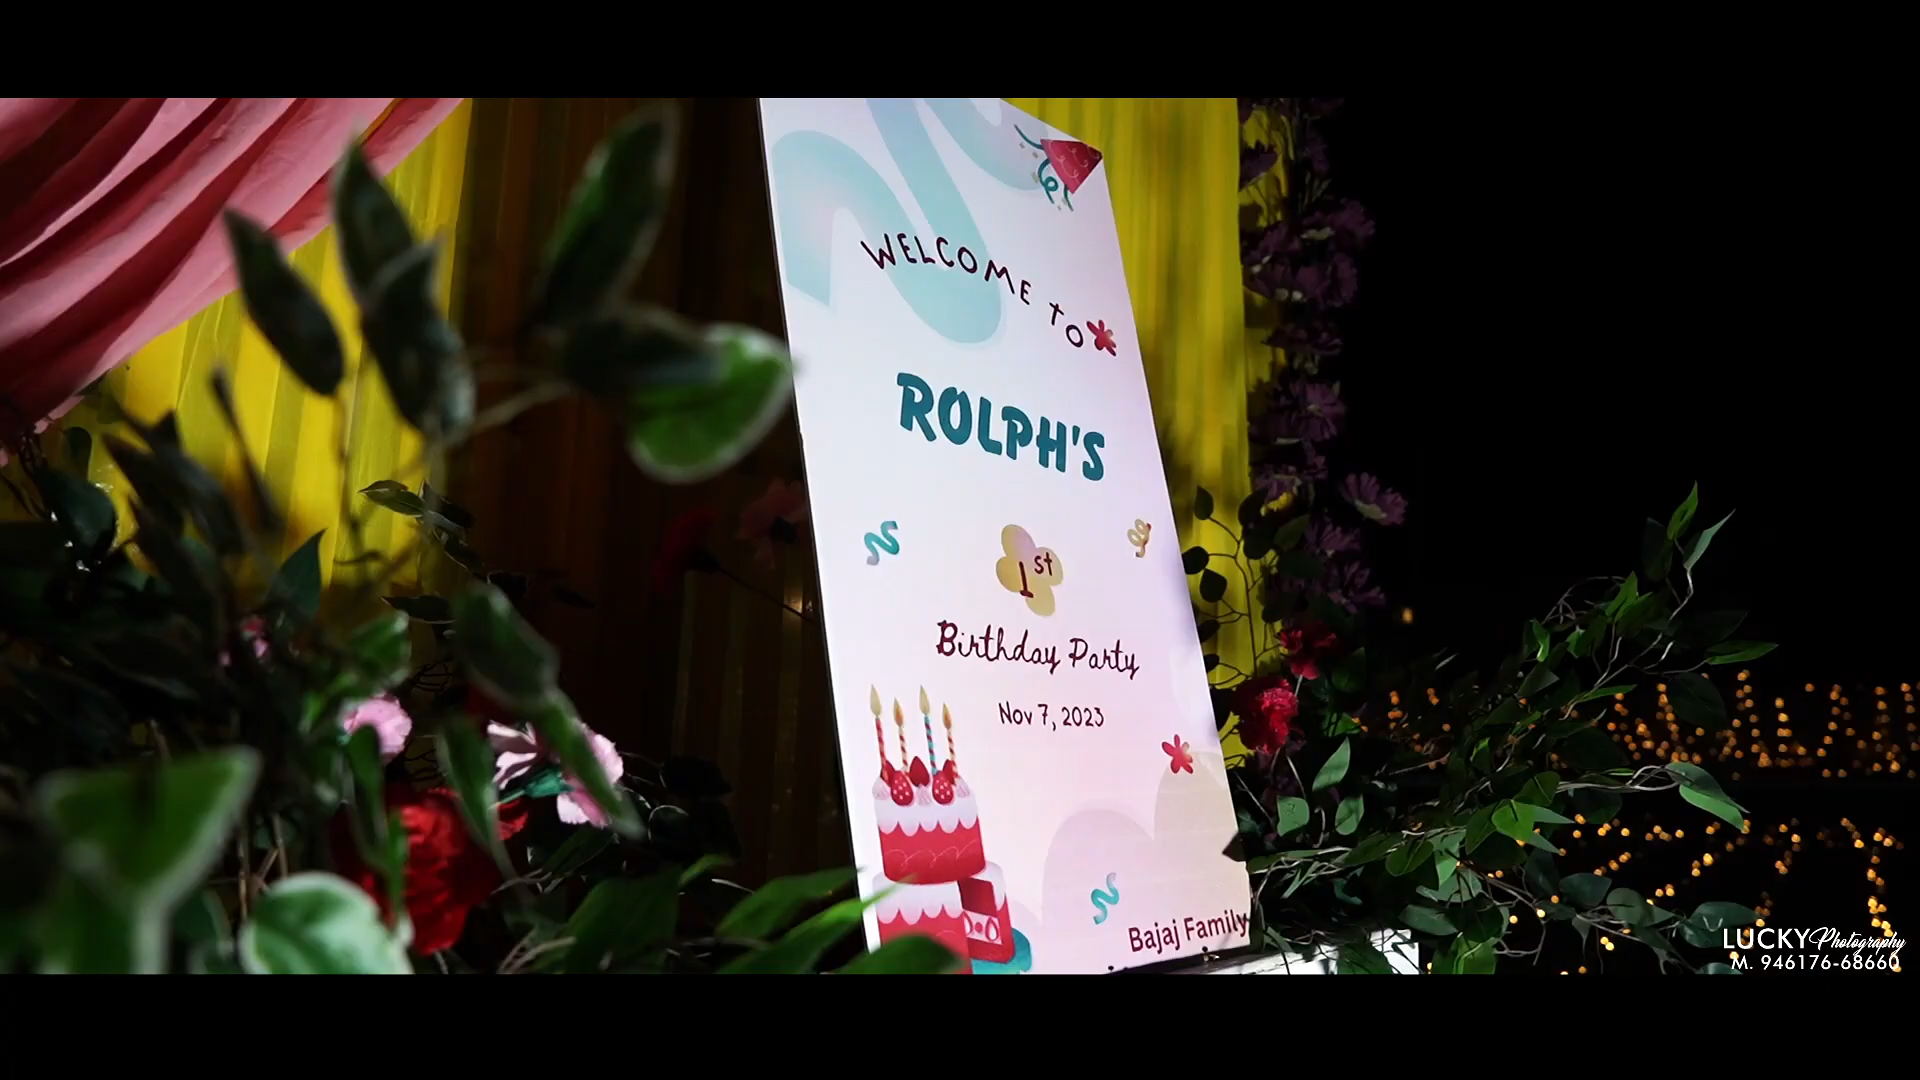 WELCOME TO
ROLPH'S
1st
Birthday Party
Nov 7, 2023
Bajaj Family
LUCKY Photography
M. 946176-68660